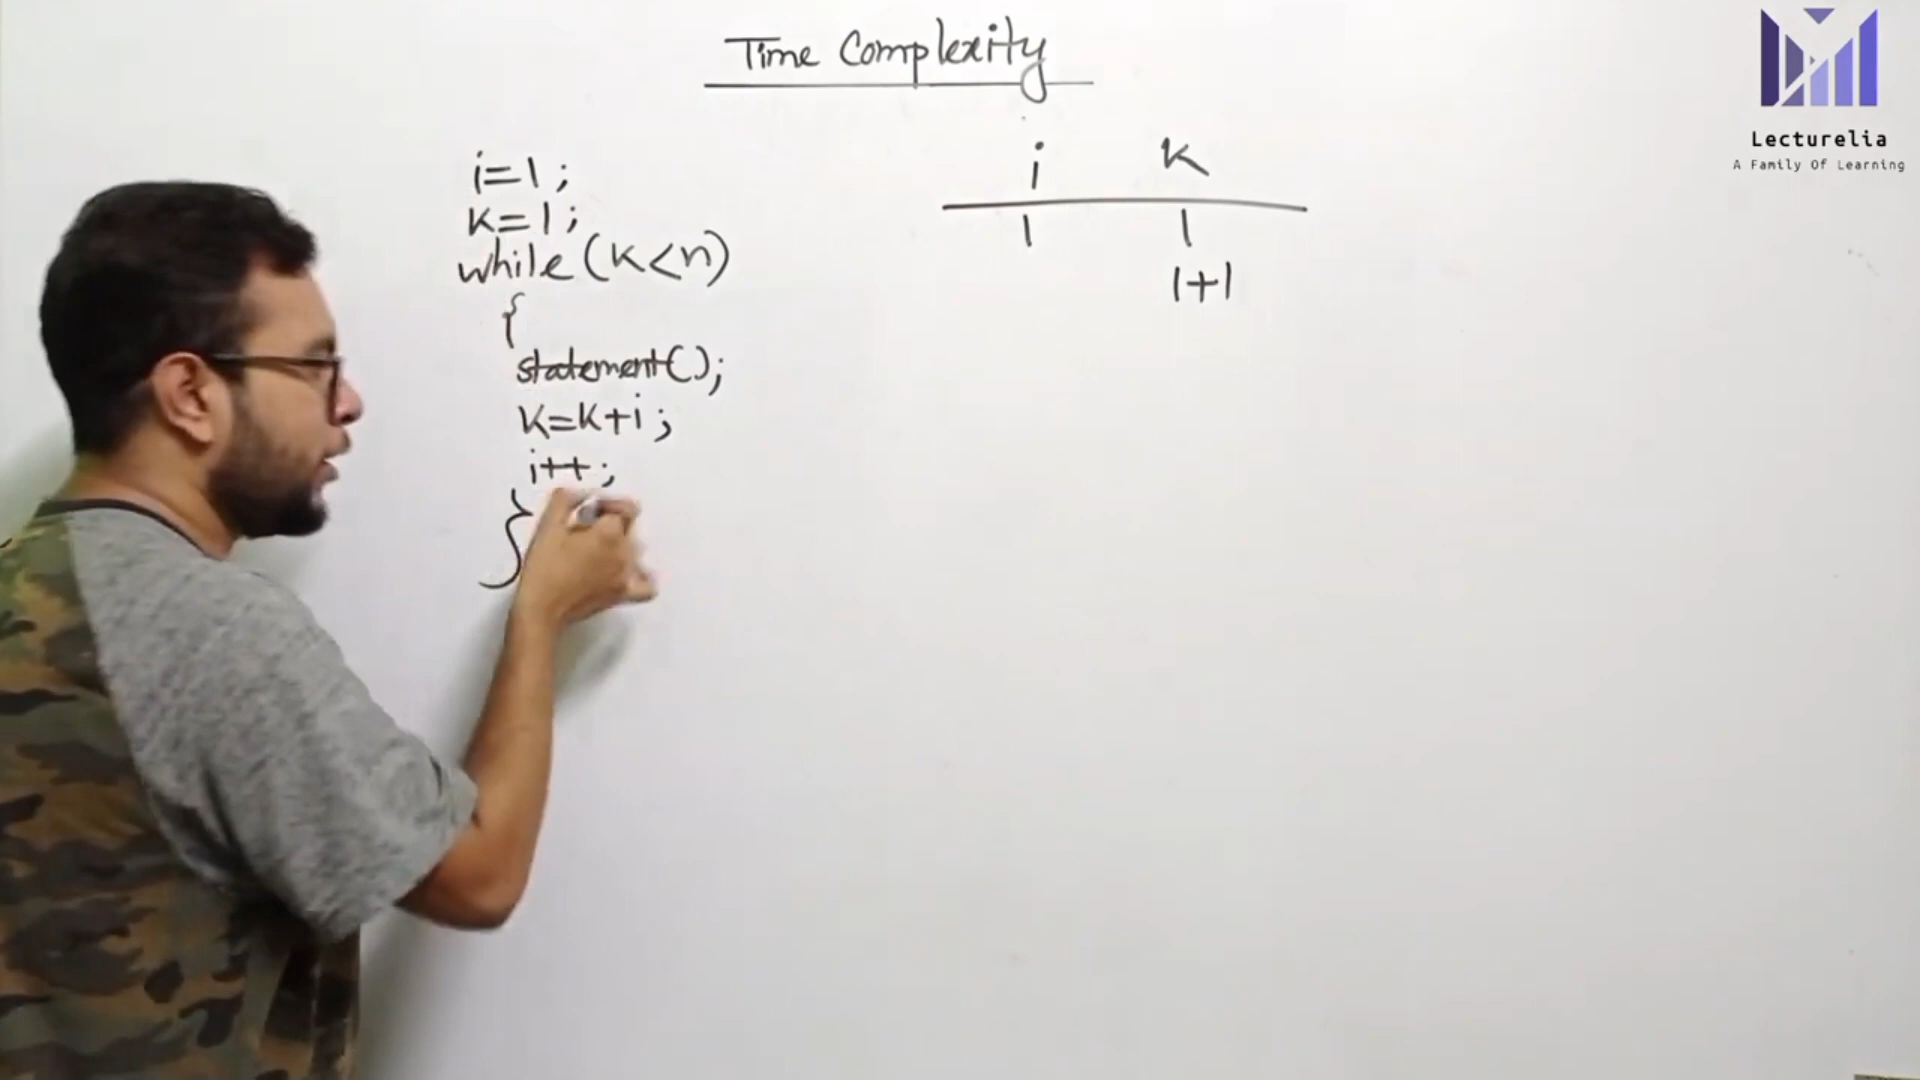 Time Complexity
i=1;
k=1;
while(k<n)
{
statement();
k=k+i;
i++;
}
i k
1 1
1+1
Lecturelia
A Family Of Learning